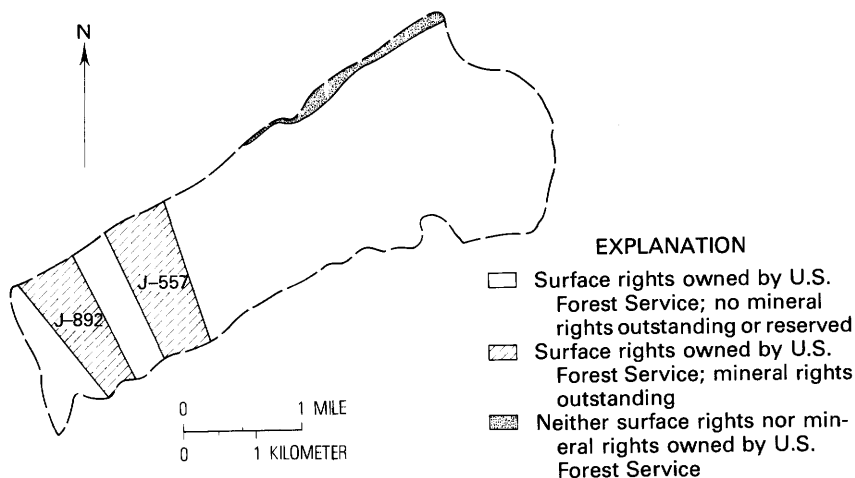 N
J-557
J-892
0 1 MILE
0 1 KILOMETER
EXPLANATION
Surface rights owned by U.S.
Forest Service; no mineral
rights outstanding or reserved
Surface rights owned by U.S.
Forest Service; mineral rights
outstanding
Neither surface rights nor min-
eral rights owned by U.S.
Forest Service